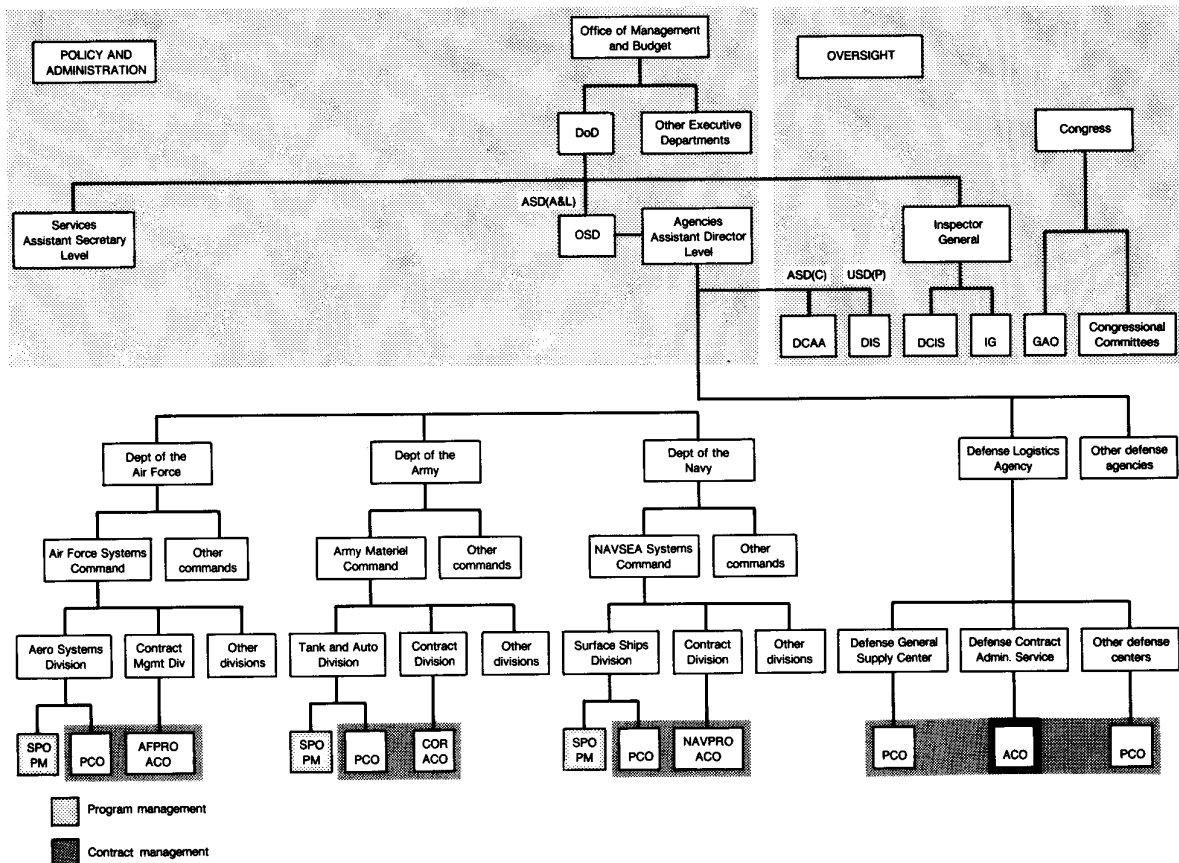 POLICY AND
ADMINISTRATION
Office of Management
and Budget
OVERSIGHT
DoD
Other Executive
Departments
Congress
Services
Assistant Secretary
Level
ASD(A&L)
OSD
Agencies
Assistant Director
Level
Inspector
General
ASD(C)
USD(P)
DCAA
DIS
DCIS
IG
GAO
Congressional
Committees
Dept of the
Air Force
Dept of the
Army
Dept of the
Navy
Defense Logistics
Agency
Other defense
agencies
Air Force Systems
Command
Other
commands
Army Materiel
Command
Other
commands
NAVSEA Systems
Command
Other
commands
Aero Systems
Division
Contract
Mgmt Div
Other
divisions
Tank and Auto
Division
Contract
Division
Other
divisions
Surface Ships
Division
Contract
Division
Other
divisions
Defense General
Supply Center
Defense Contract
Admin. Service
Other defense
centers
SPO
PM
PCO
AFPRO
ACO
SPO
PM
PCO
COR
ACO
SPO
PM
PCO
NAVPRO
ACO
PCO
ACO
PCO
Program management
Contract management